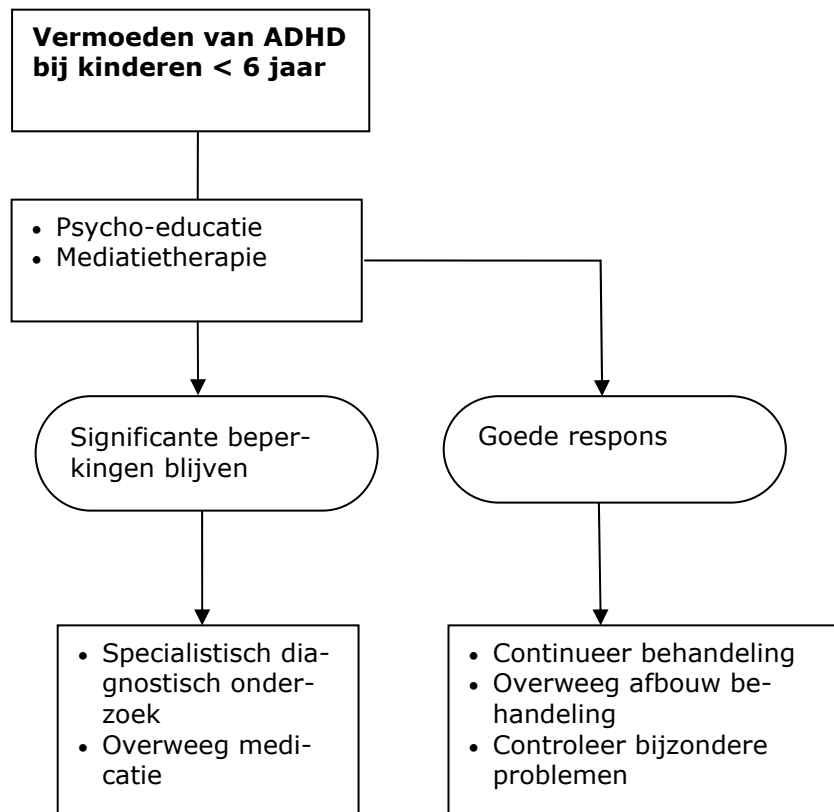 Vermoeden van ADHD
bij kinderen < 6 jaar
• Psycho-educatie
• Mediatietherapie
Significante beper-
kingen blijven
Goede respons
• Specialistisch dia-
gnostisch onder-
zoek
• Overweeg medi-
catie
• Continueer behandeling
• Overweeg afbouw be-
handeling
• Controleer bijzondere
problemen